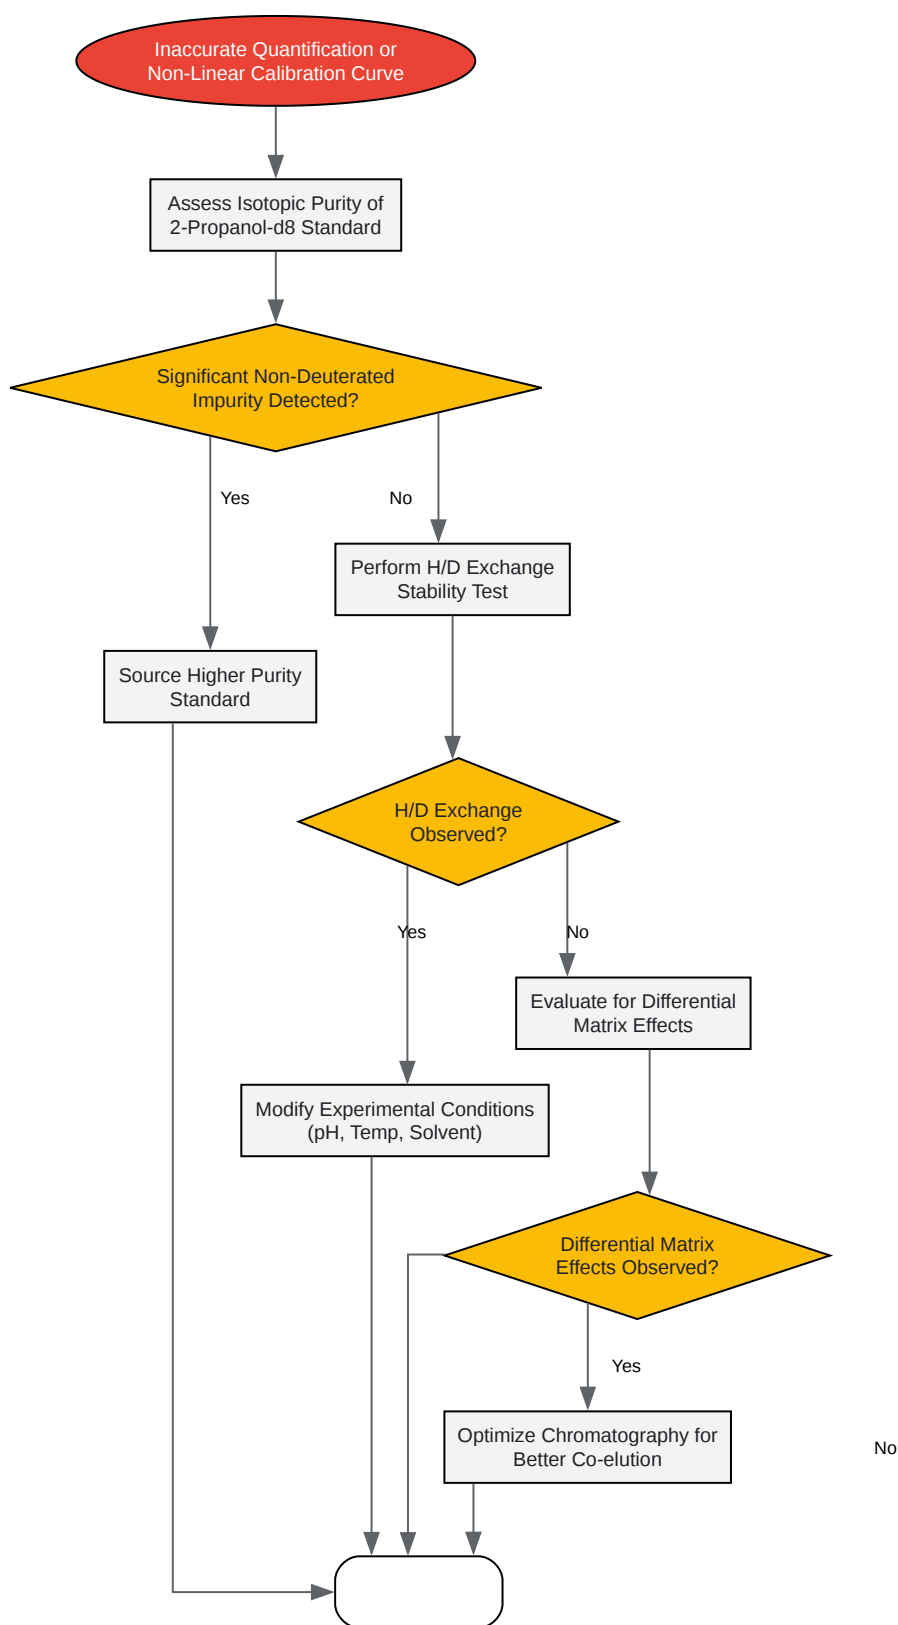 Inaccurate Quantification or
Non-Linear Calibration Curve
Assess Isotopic Purity of
2-Propanol-d8 Standard
Significant Non-Deuterated
Impurity Detected?
Yes
No
Perform H/D Exchange
Stability Test
Source Higher Purity
Standard
H/D Exchange
Observed?
Yes
No
Evaluate for Differential
Matrix Effects
Modify Experimental Conditions
(pH, Temp, Solvent)
Differential Matrix
Effects Observed?
Yes
Optimize Chromatography for
Better Co-elution
No